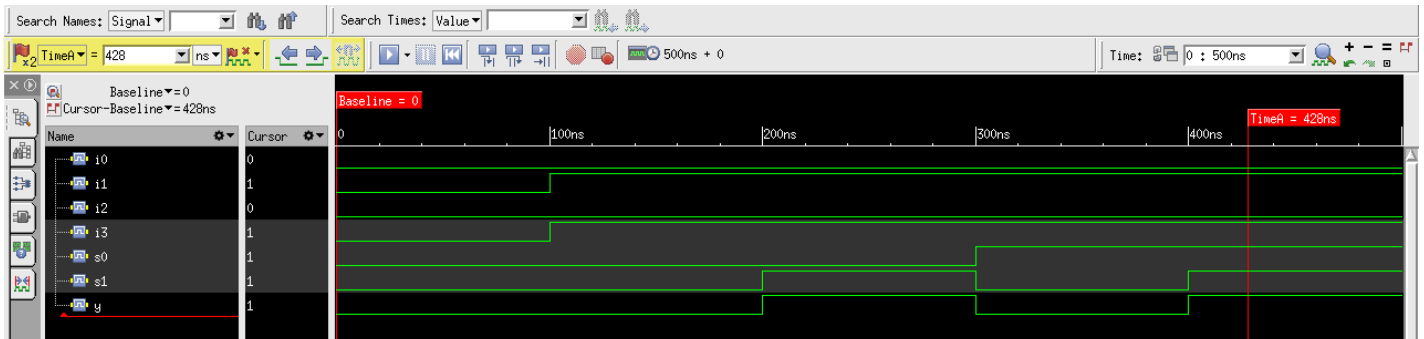 Search Names: Signal Search Times: Value
x2 TimeA = 428 ns 500ns + 0 Time: 0 : 500ns
Baseline = 0
Cursor-Baseline = 428ns
Baseline = 0
TimeA = 428ns
Name Cursor 0 100ns 200ns 300ns 400ns
i0 0
i1 1
i2 0
i3 1
s0 1
s1 1
y 1